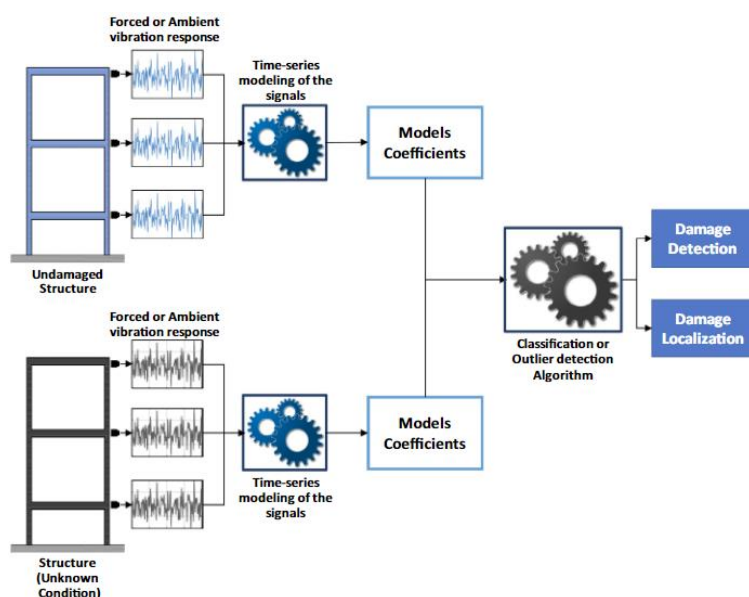 Forced or Ambient
vibration response
Time-series
modeling of the
signals
Models
Coefficients
Undamaged
Structure
Damage
Detection
Damage
Localization
Classification or
Outlier detection
Algorithm
Forced or Ambient
vibration response
Time-series
modeling of the
signals
Models
Coefficients
Structure
(Unknown
Condition)